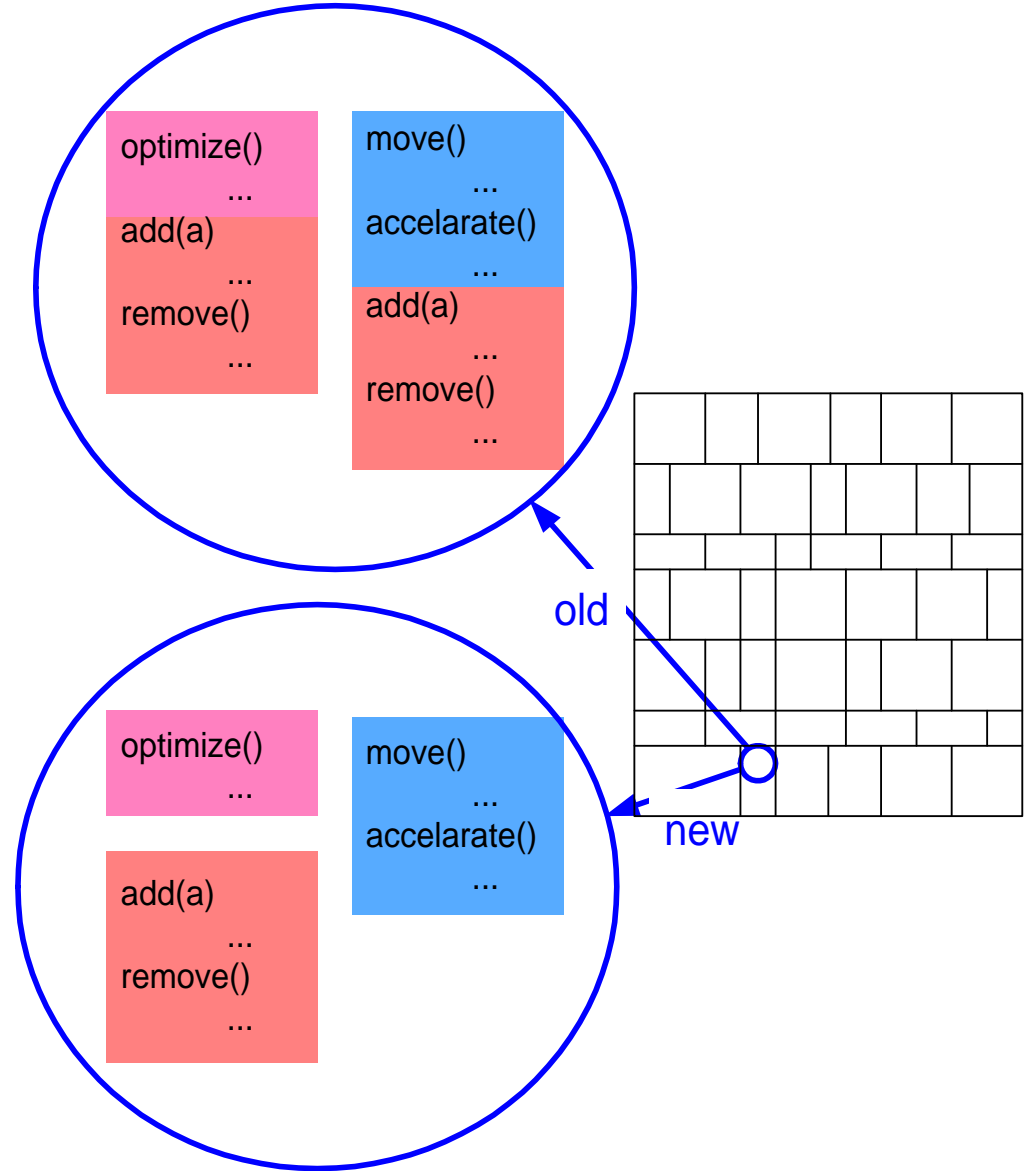 optimize()
...
add(a)
...
remove()
...
move()
...
accelarate()
...
add(a)
...
remove()
...
old
new
optimize()
...
add(a)
...
remove()
...
move()
...
accelarate()
...